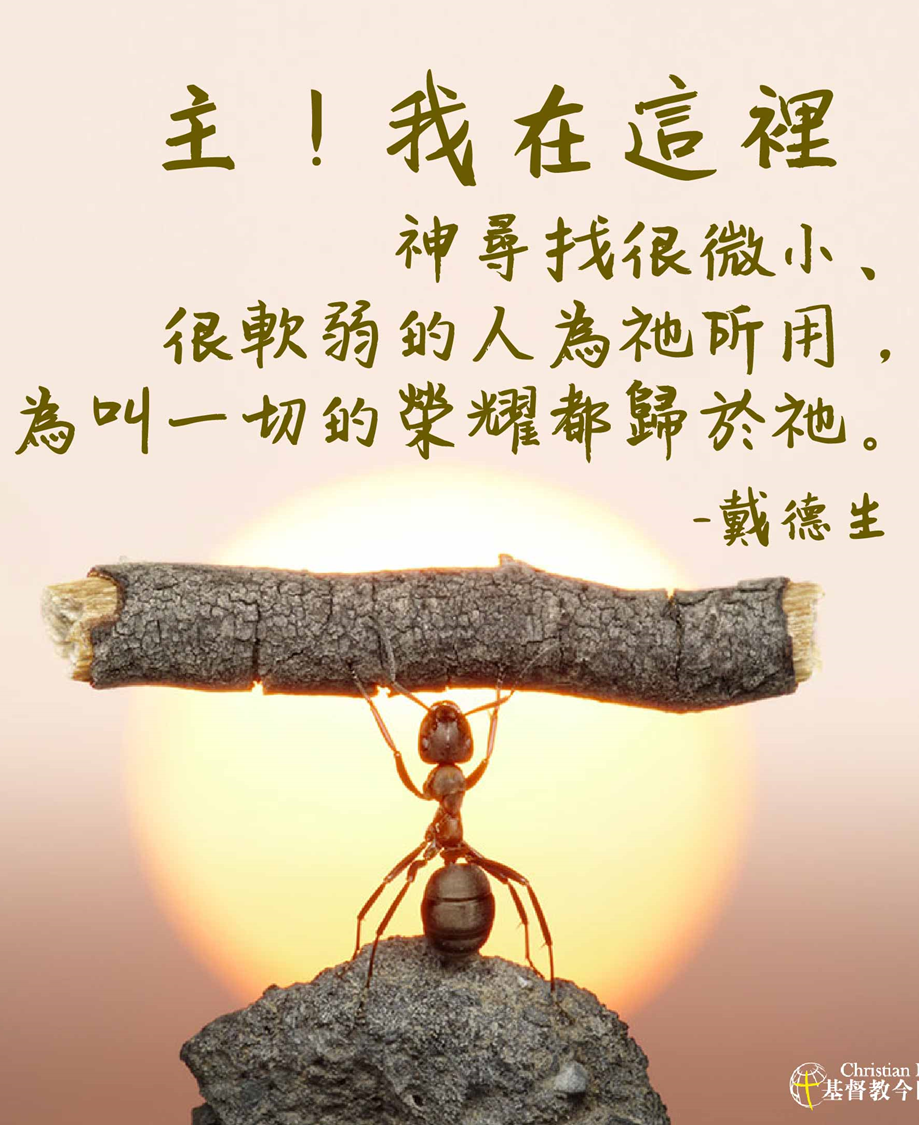 主！我在這裡
神尋找很微小、
很軟弱的人為祂所用，
為叫一切的榮耀都歸於祂。
-戴德生
Christian
基督教今